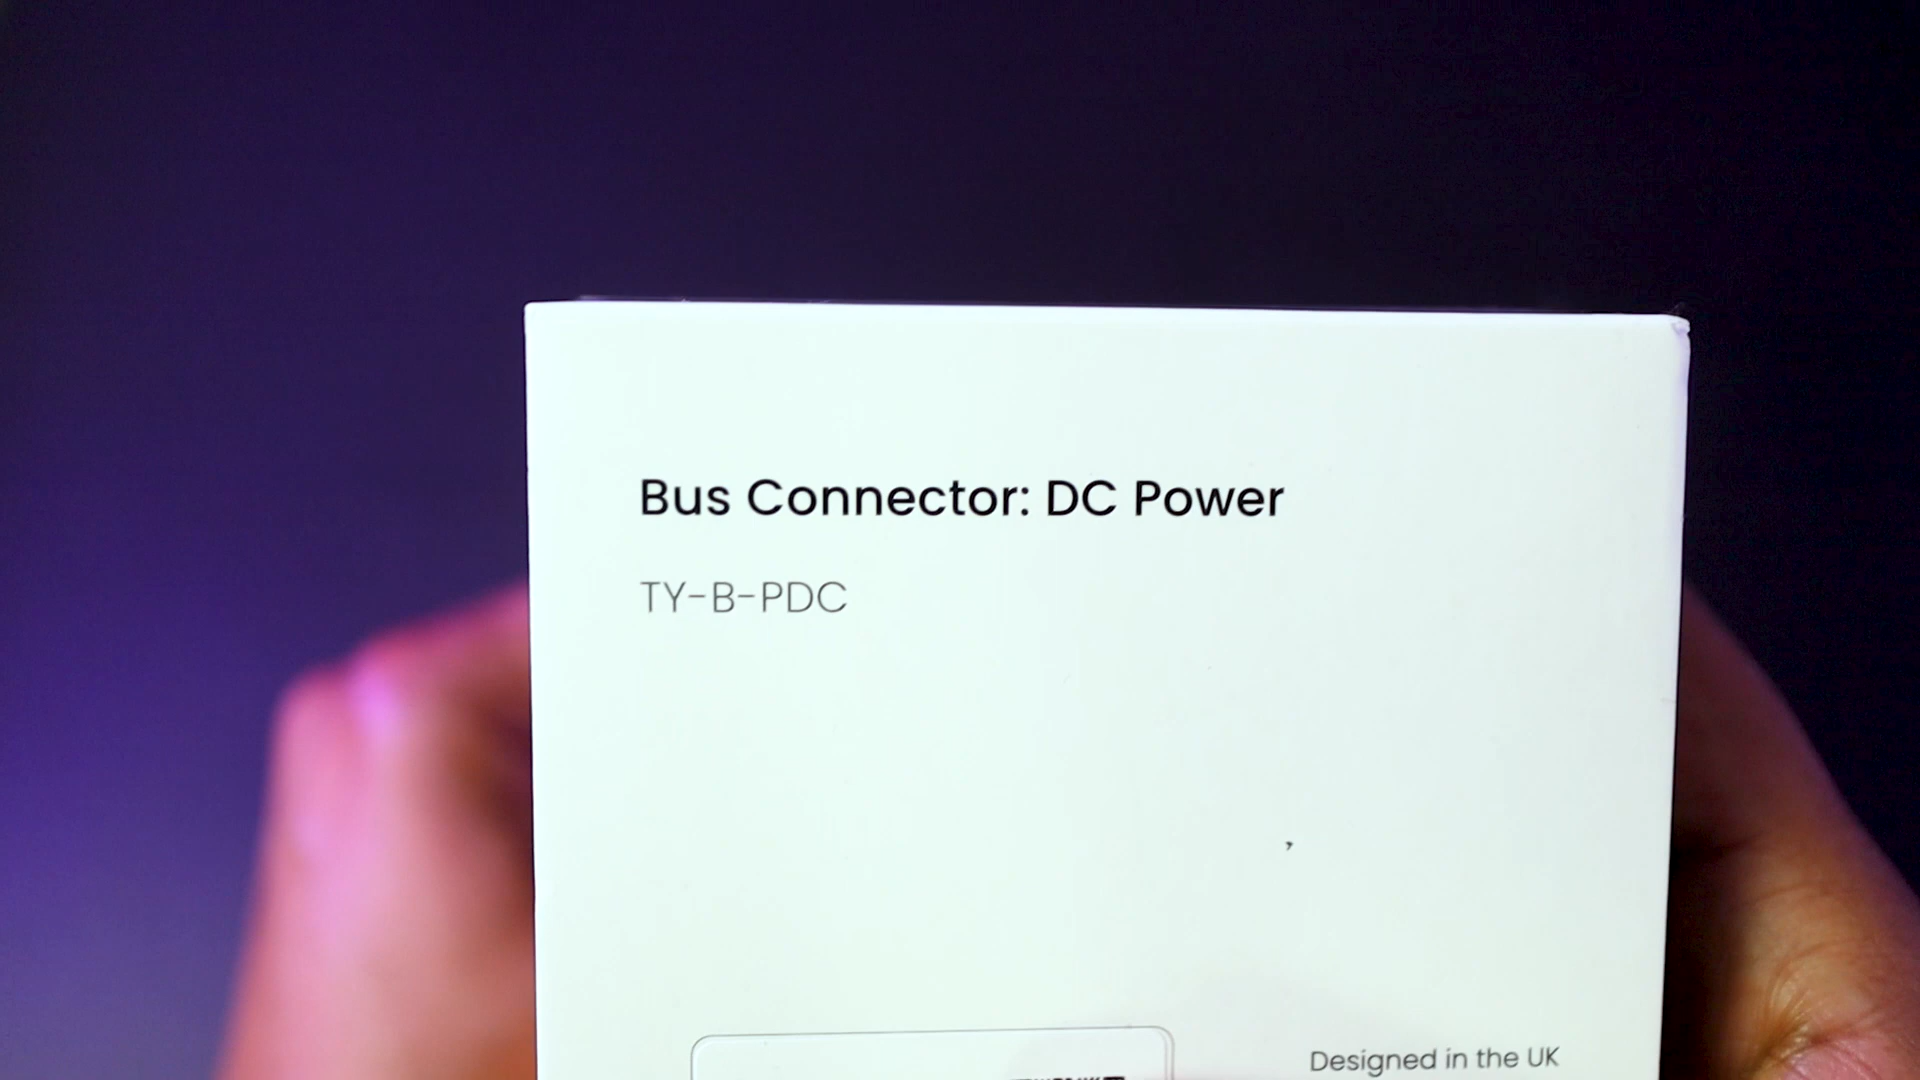 Bus Connector: DC Power
TY-B-PDC
Designed in the UK